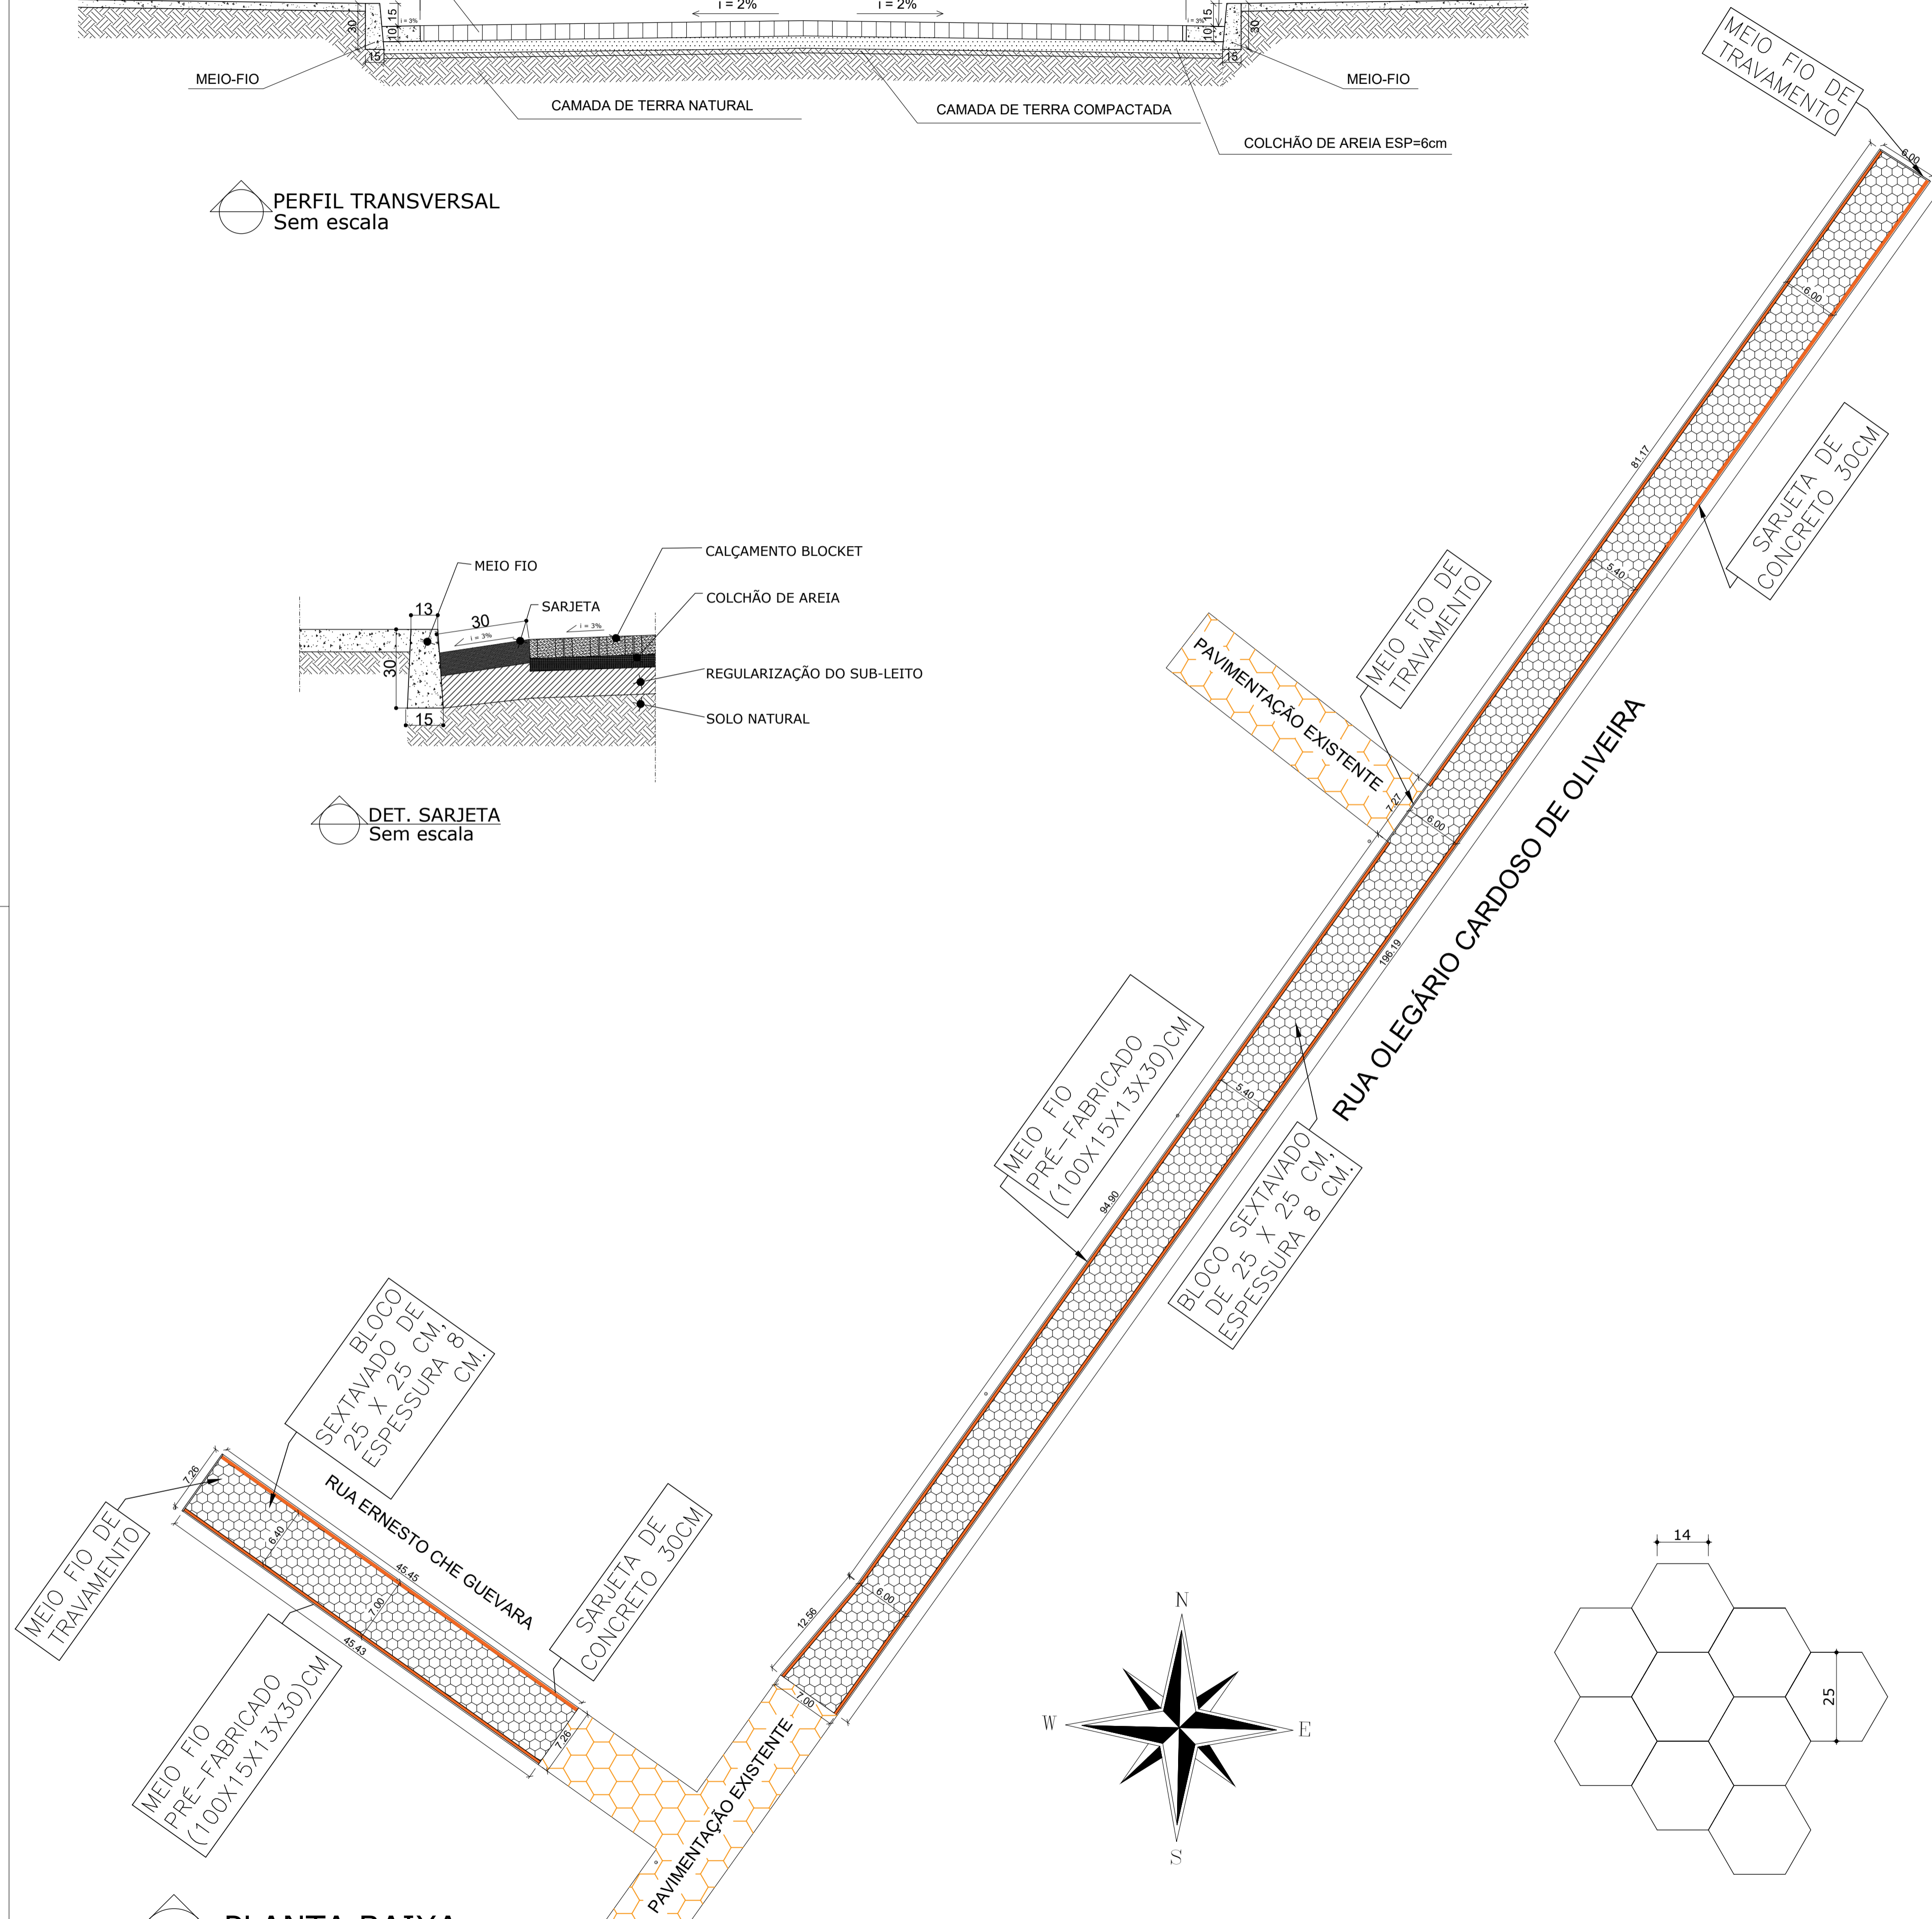 i = 2%
i = 2%
30
15
10
i = 3%
15
i = 3%
15
10
30
15
MEIO-FIO
CAMADA DE TERRA NATURAL
CAMADA DE TERRA COMPACTADA
MEIO-FIO
COLCHÃO DE AREIA ESP=6cm
PERFIL TRANSVERSAL
Sem escala
MEIO FIO DE
TRAVAMENTO
6.00
6.00
81.17
SARJETA DE
CONCRETO 30CM
5.40
MEIO FIO
13
30
SARJETA
i = 3%
i = 3%
30
15
CALÇAMENTO BLOCKET
COLCHÃO DE AREIA
REGULARIZAÇÃO DO SUB-LEITO
SOLO NATURAL
DET. SARJETA
Sem escala
MEIO FIO DE
TRAVAMENTO
PAVIMENTAÇÃO EXISTENTE
7.27
6.00
RUA OLEGÁRIO CARDOSO DE OLIVEIRA
196.19
MEIO FIO
PRÉ-FABRICADO
(100X15X13X30)CM
5.40
94.90
BLOCO SEXTAVADO
DE 25 X 25 CM,
ESPESSURA 8 CM.
BLOCO
SEXTAVADO DE
25 X 25 CM,
ESPESSURA 8
CM.
7.26
RUA ERNESTO CHE GUEVARA
6.40
45.45
7.00
45.43
7.26
MEIO FIO DE
TRAVAMENTO
SARJETA DE
CONCRETO 30CM
MEIO FIO
PRÉ-FABRICADO
(100X15X13X30)CM
12.56
6.00
7.00
PAVIMENTAÇÃO EXISTENTE
N
W
E
S
14
25
PLANTA BAIXA